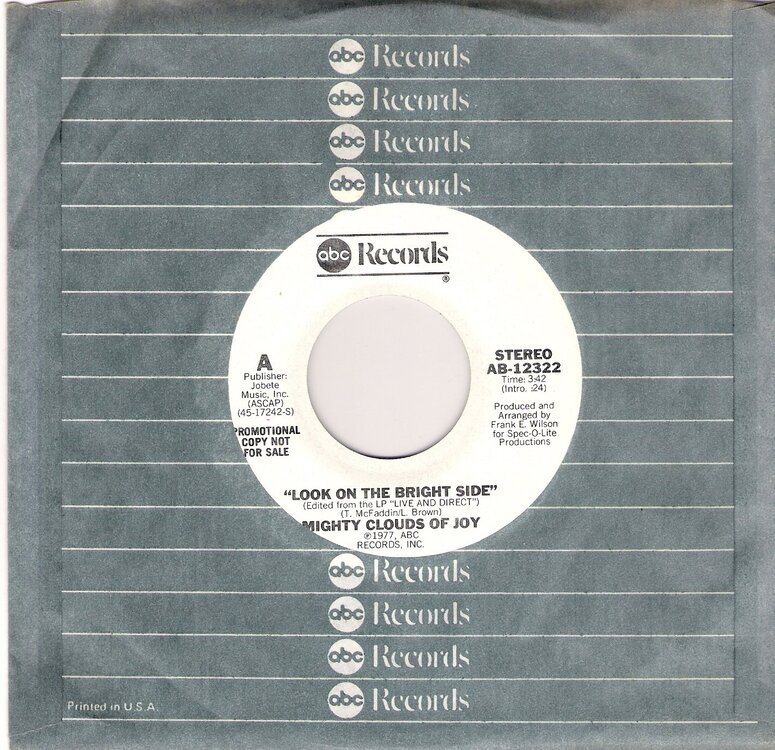 abc Records
abc Records
abc Records
abc Records
abc Records
®
A
Publisher:
Jobete
Music, Inc.
(ASCAP)
(45-17242-S)
PROMOTIONAL
COPY NOT
FOR SALE
STEREO
AB-12322
Time: 3:42
(Intro. :24)
Produced and
Arranged by
Frank E. Wilson
for Spec-O-Lite
Productions
"LOOK ON THE BRIGHT SIDE"
(Edited from the LP "LIVE AND DIRECT")
(T. McFaddin/L. Brown)
MIGHTY CLOUDS OF JOY
℗1977, ABC
RECORDS, INC.
abc Records
abc Records
abc Records
abc Records
Printed in U.S.A.